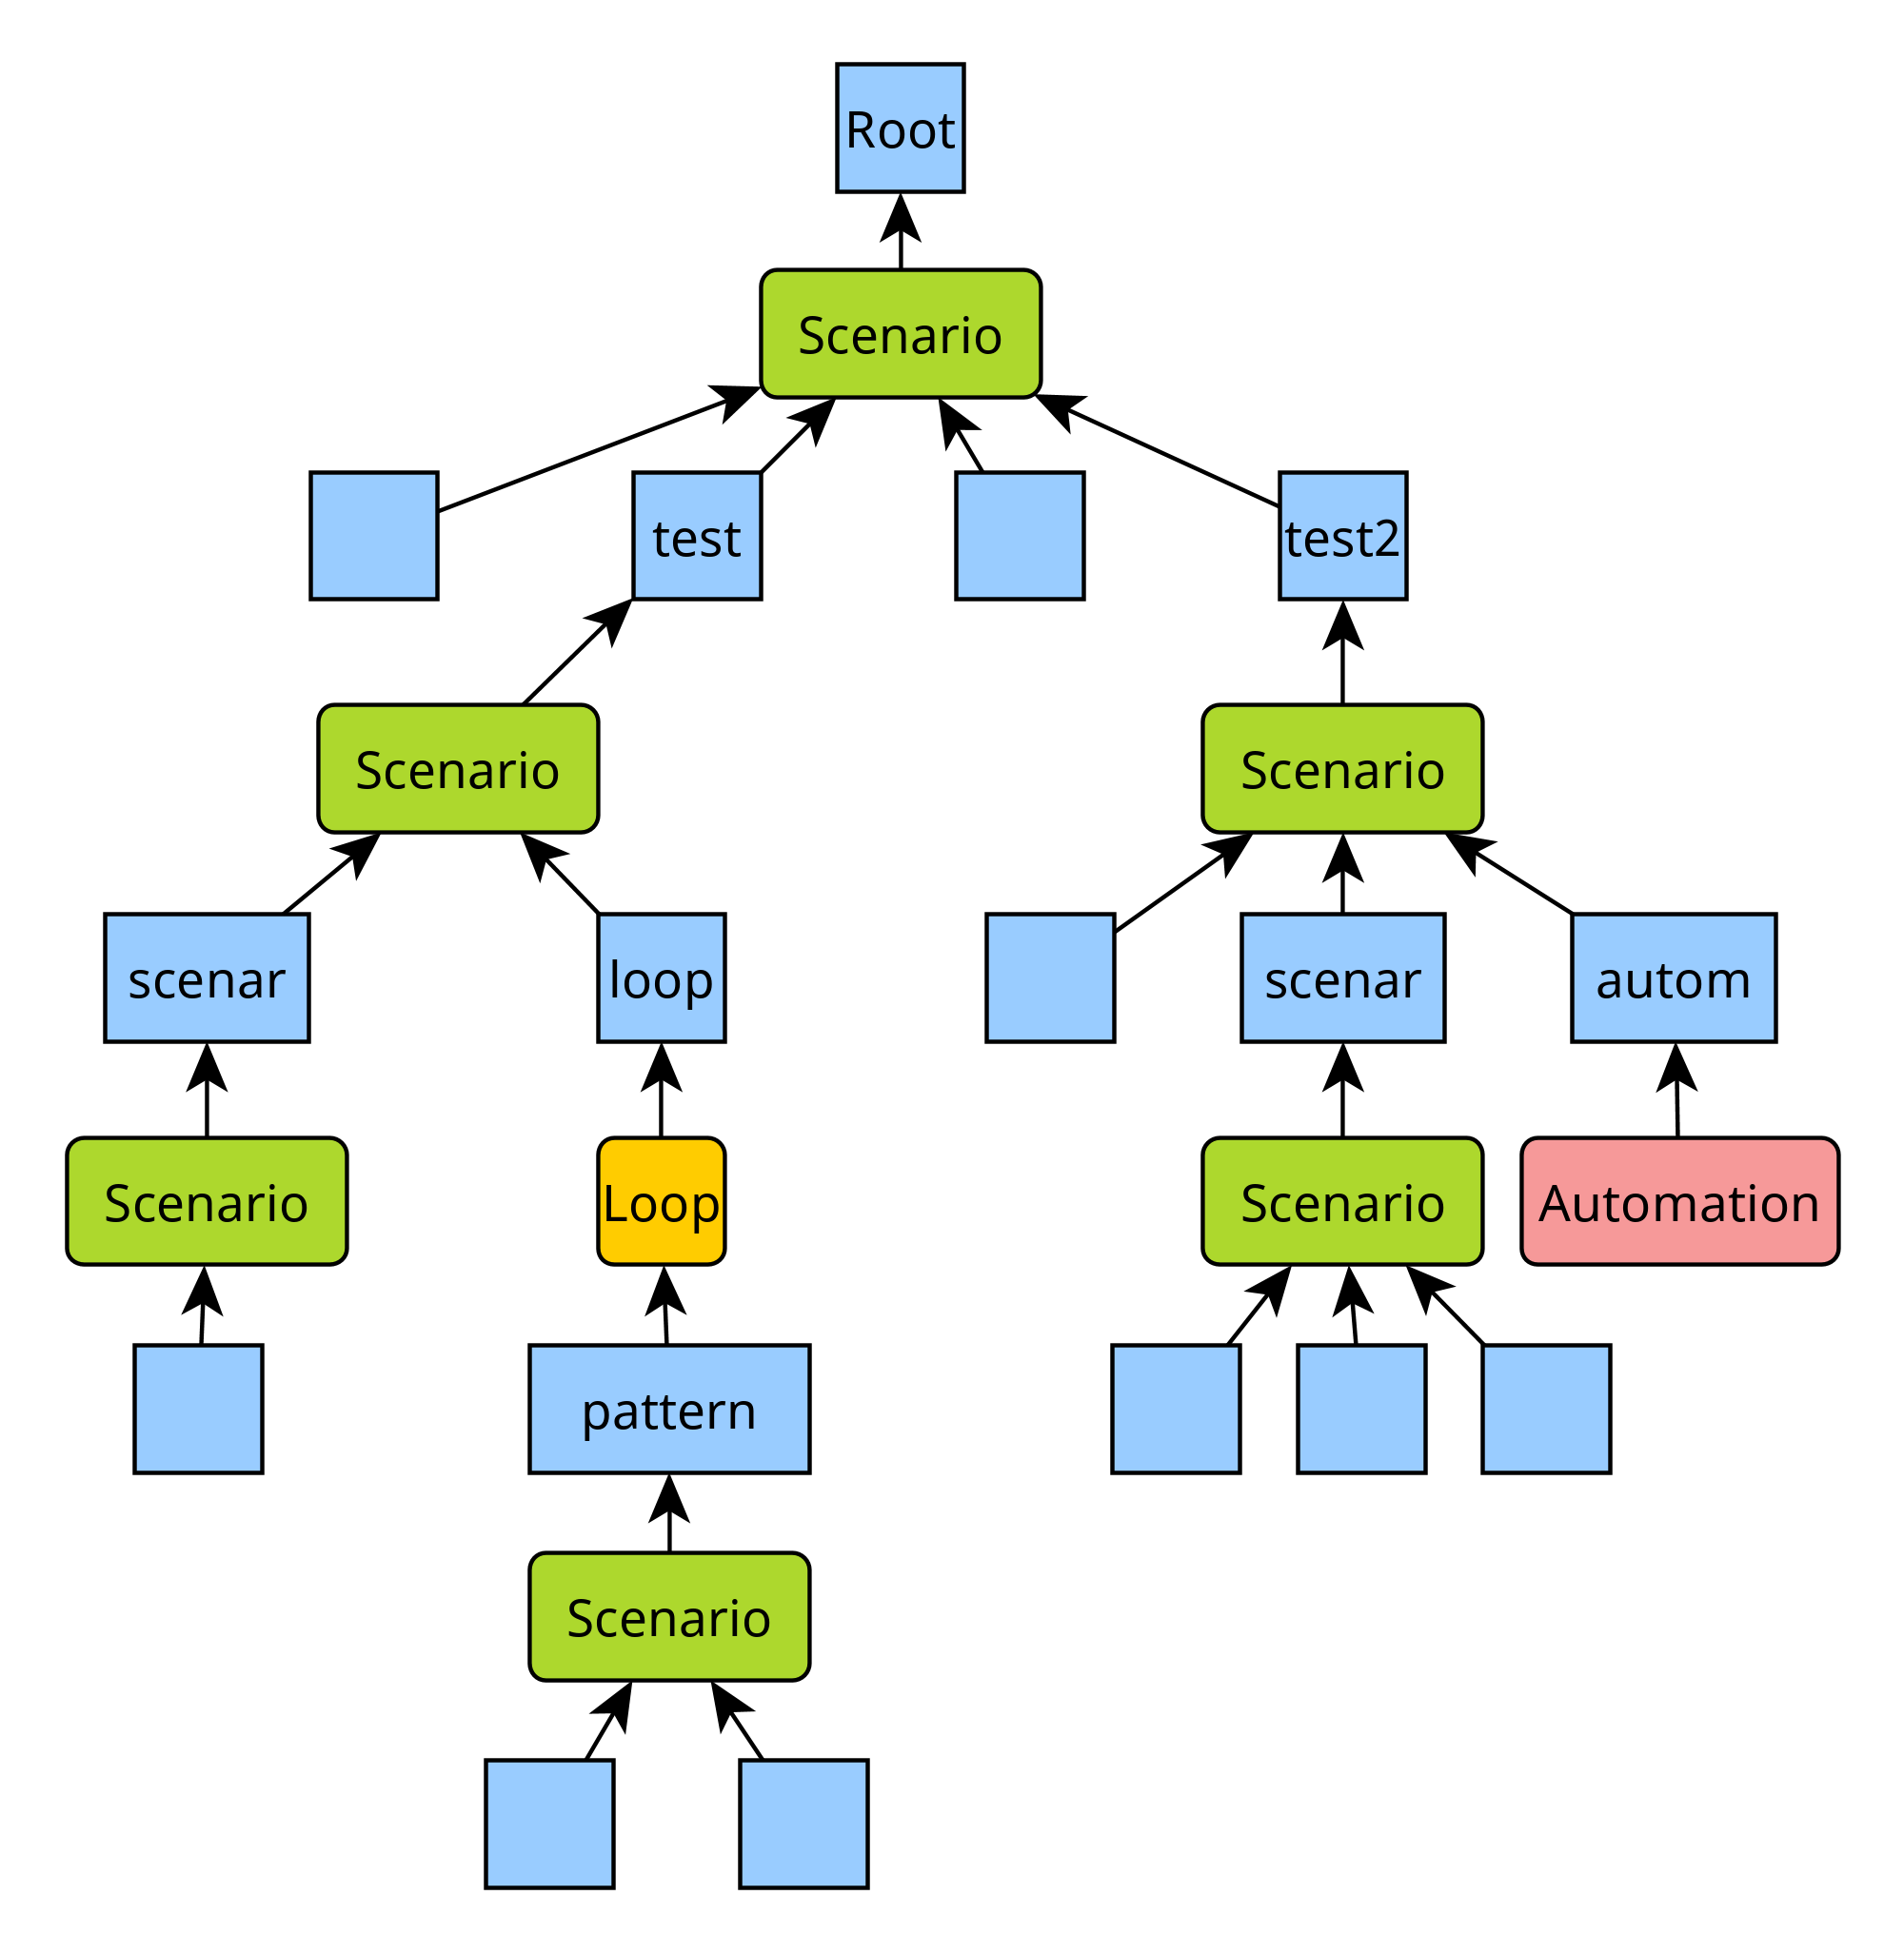 Root
Scenario
test
test2
Scenario
Scenario
scenar
loop
scenar
autom
Scenario
Loop
Scenario
Automation
pattern
Scenario